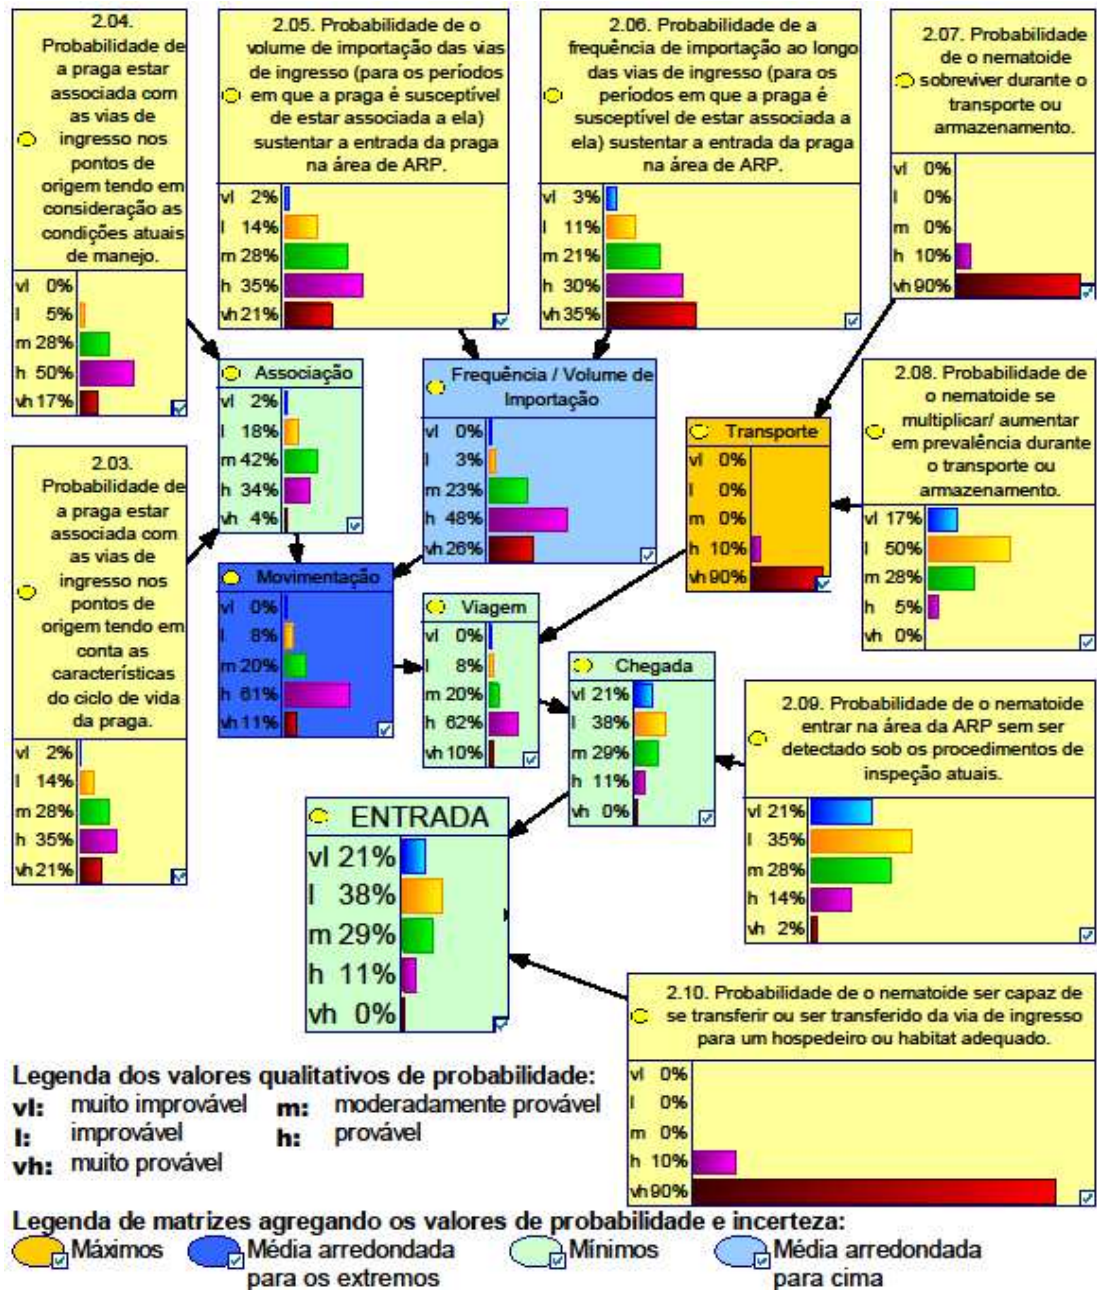 2.04.
Probabilidade de
a praga estar
associada com
as vias de
ingresso nos
pontos de
origem tendo em
consideração as
condições atuais
de manejo.
vl 0%
l 5%
m 28%
h 50%
vh 17%
2.05. Probabilidade de o
volume de importação das vias
de ingresso (para os períodos
em que a praga é susceptível
de estar associada a ela)
sustentar a entrada da praga
na área de ARP.
vl 2%
l 14%
m 28%
h 35%
vh 21%
2.06. Probabilidade de a
frequência de importação ao longo
das vias de ingresso (para os
períodos em que a praga é
susceptível de estar associada a
ela) sustentar a entrada da praga
na área de ARP.
vl 3%
l 11%
m 21%
h 30%
vh 35%
2.07. Probabilidade
de o nematoide
sobreviver durante o
transporte ou
armazenamento.
vl 0%
l 0%
m 0%
h 10%
vh 90%
Associação
vl 2%
l 18%
m 42%
h 34%
vh 4%
Frequência / Volume de
Importação
vl 0%
l 3%
m 23%
h 48%
vh 26%
Transporte
vl 0%
l 0%
m 0%
h 10%
vh 90%
2.08. Probabilidade de
o nematoide se
multiplicar/ aumentar
em prevalência durante
o transporte ou
armazenamento.
vl 17%
l 50%
m 28%
h 5%
vh 0%
2.03.
Probabilidade de
a praga estar
associada com
as vias de
ingresso nos
pontos de
origem tendo em
conta as
características
do ciclo de vida
da praga.
vl 2%
l 14%
m 28%
h 35%
vh 21%
Movimentação
vl 0%
l 8%
m 20%
h 61%
vh 11%
Viagem
vl 0%
l 8%
m 20%
h 62%
vh 10%
Chegada
vl 21%
l 38%
m 29%
h 11%
vh 0%
2.09. Probabilidade de o nematoide
entrar na área da ARP sem ser
detectado sob os procedimentos de
inspeção atuais.
vl 21%
l 35%
m 28%
h 14%
vh 2%
ENTRADA
vl 21%
l 38%
m 29%
h 11%
vh 0%
2.10. Probabilidade de o nematoide ser capaz de
se transferir ou ser transferido da via de ingresso
para um hospedeiro ou habitat adequado.
vl 0%
l 0%
m 0%
h 10%
vh 90%
Legenda dos valores qualitativos de probabilidade:
vl: muito improvável m: moderadamente provável
l: improvável h: provável
vh: muito provável
Legenda de matrizes agregando os valores de probabilidade e incerteza:
Máximos Média arredondada Mínimos Média arredondada
para os extremos para cima